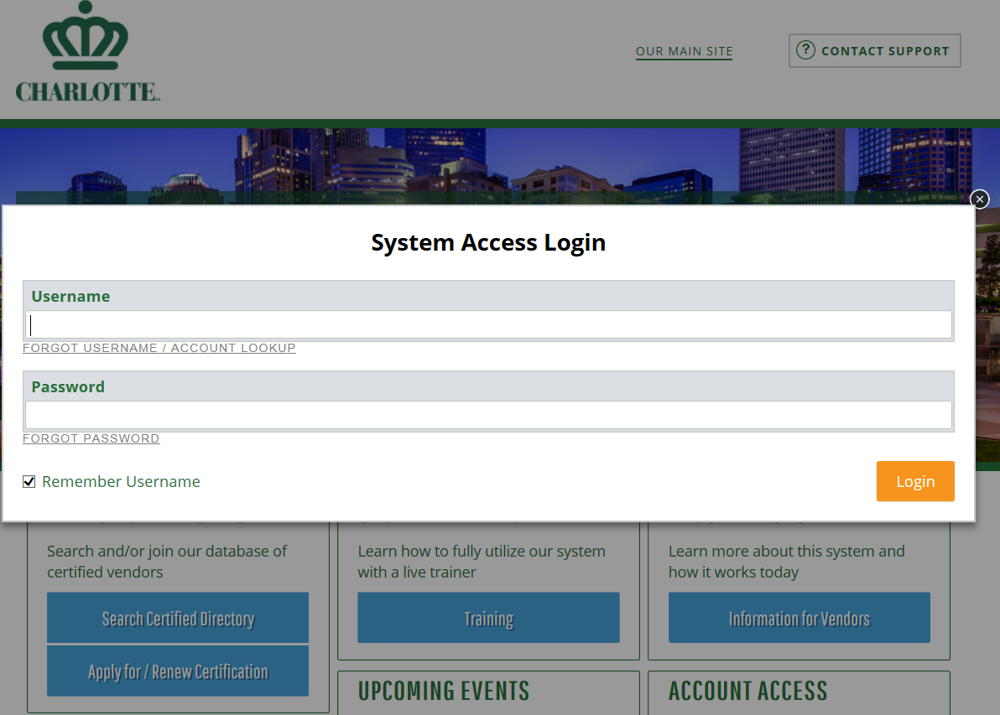 CHARLOTTE
OUR MAIN SITE
? CONTACT SUPPORT
System Access Login
Username
FORGOT USERNAME / ACCOUNT LOOKUP
Password
FORGOT PASSWORD
Remember Username
Login
Search and/or join our database of
certified vendors
Search Certified Directory
Apply for / Renew Certification
Learn how to fully utilize our system
with a live trainer
Training
Learn more about this system and
how it works today
Information for Vendors
UPCOMING EVENTS
ACCOUNT ACCESS